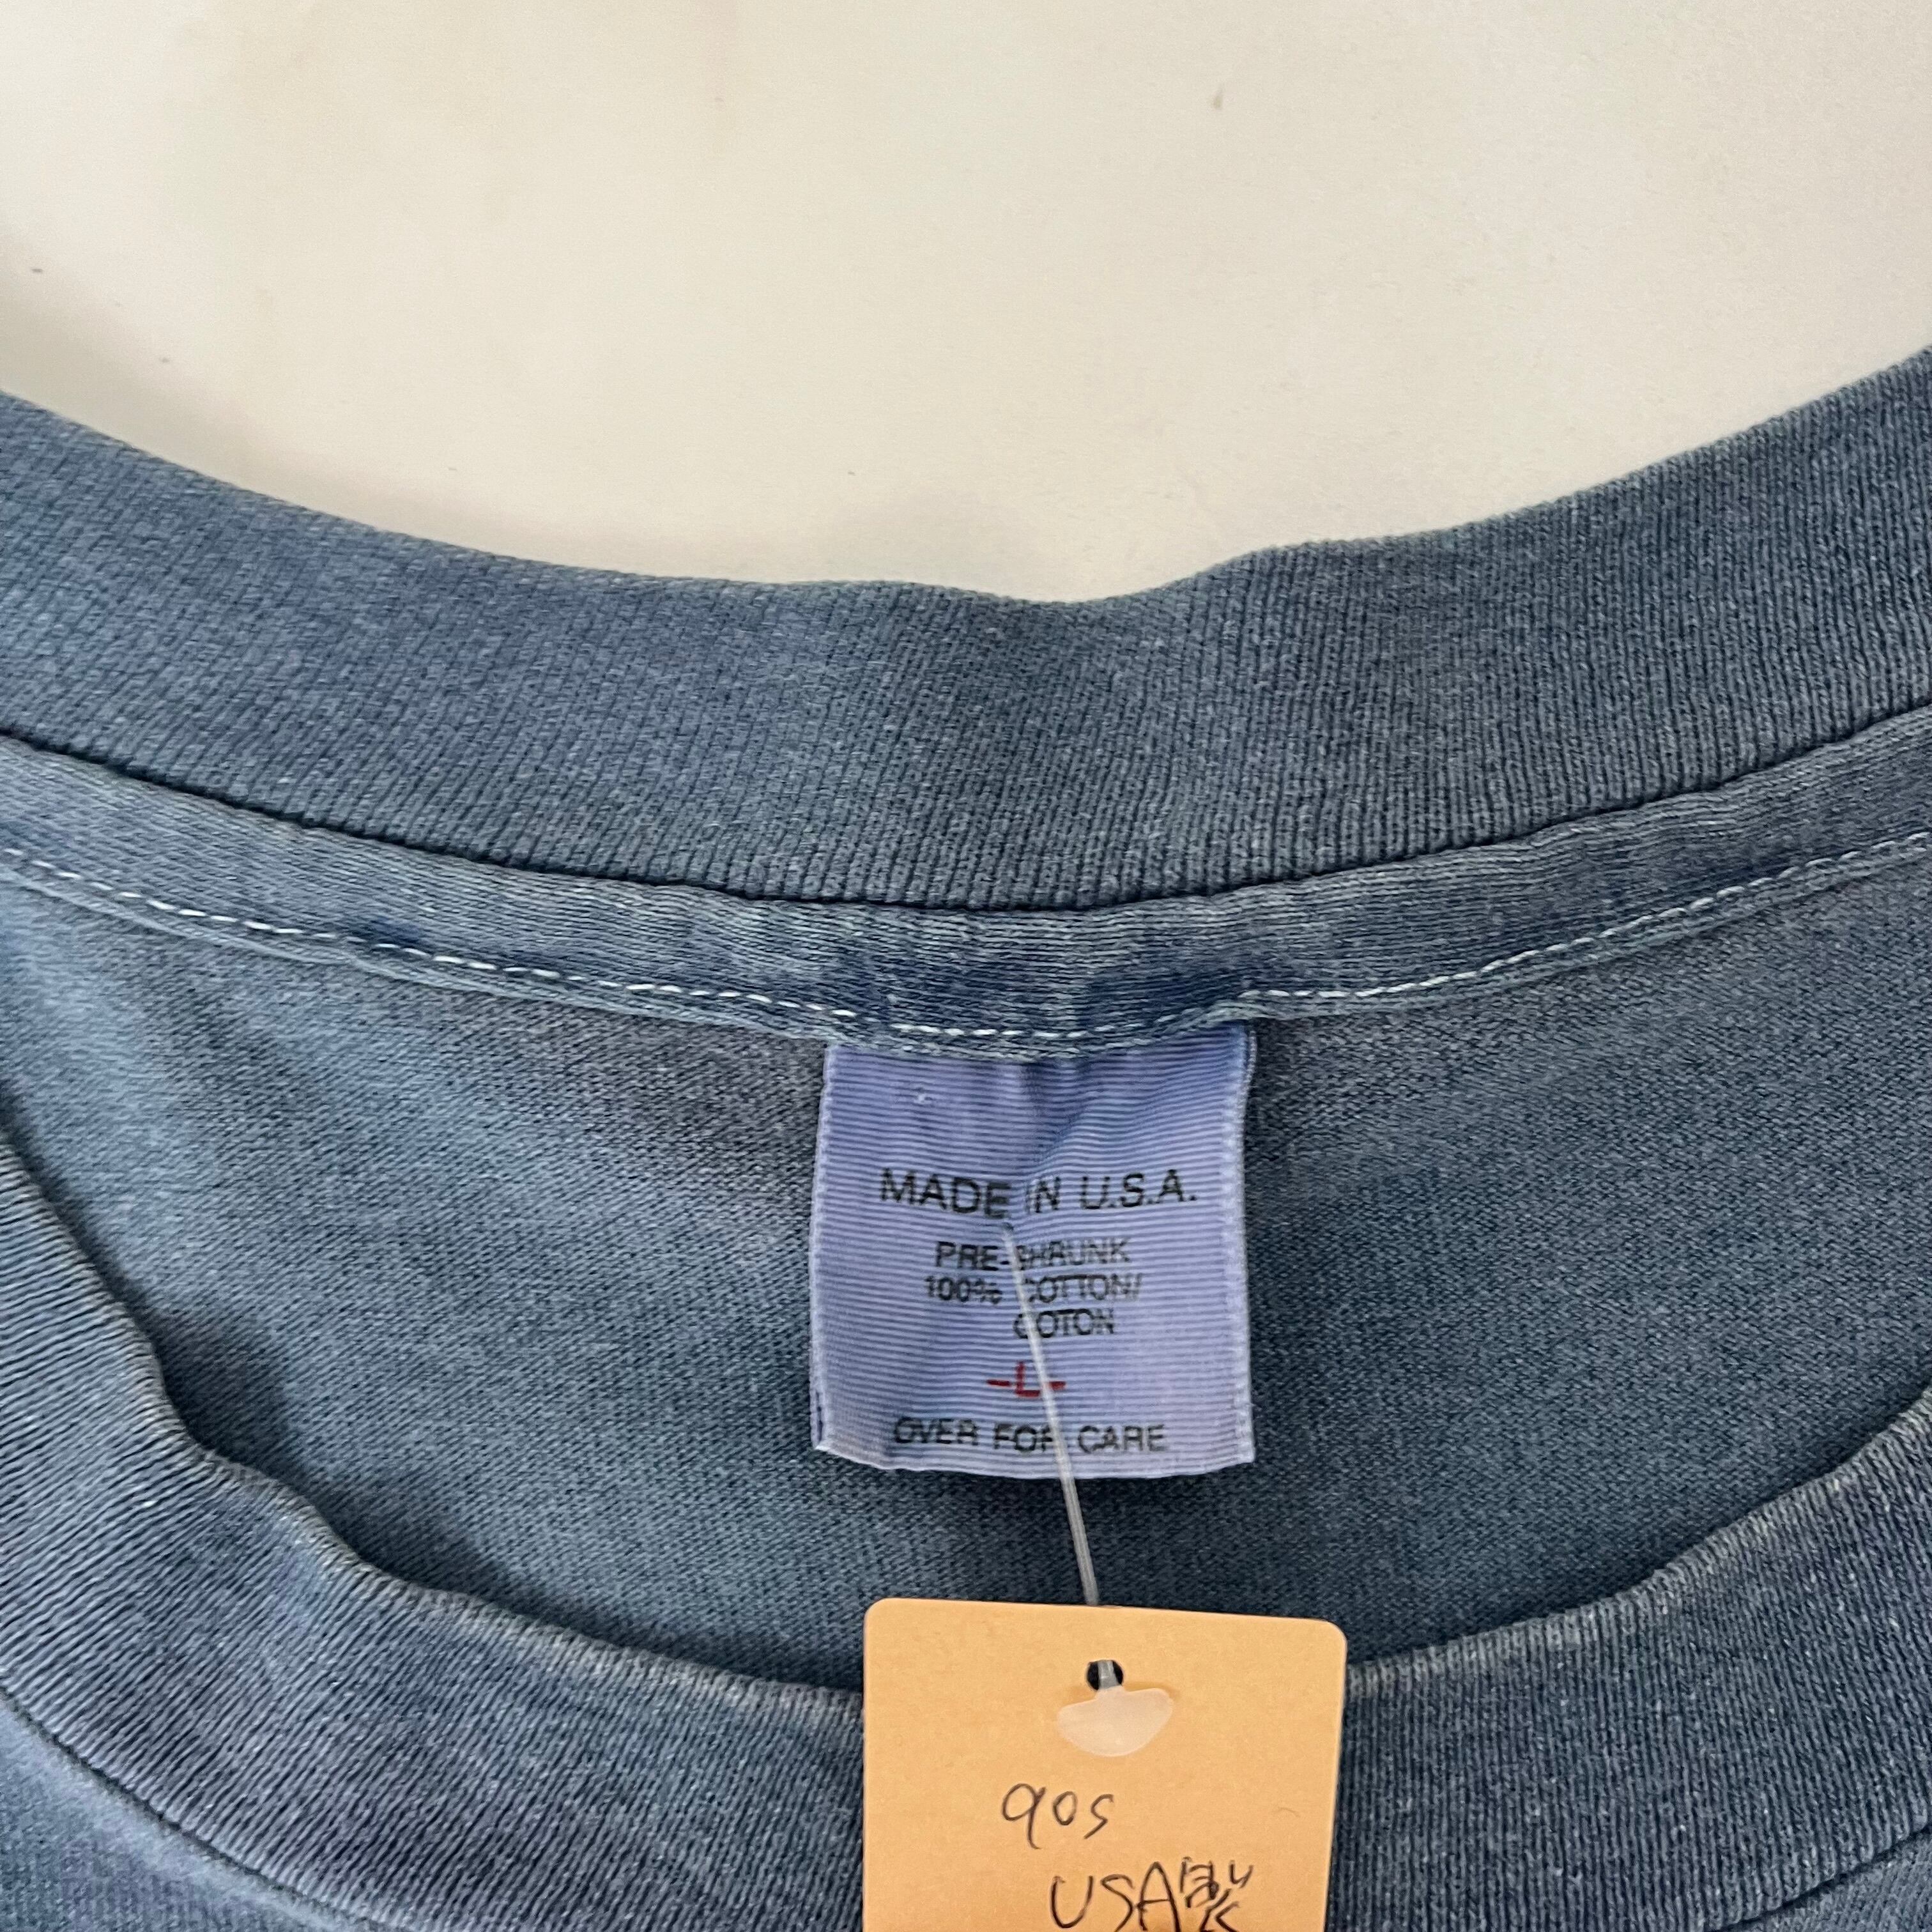 MADE IN U.S.A.
PRE-SHRUNK
100% COTTON/
COTON
-L-
OVER FOR CARE
90s
USA製